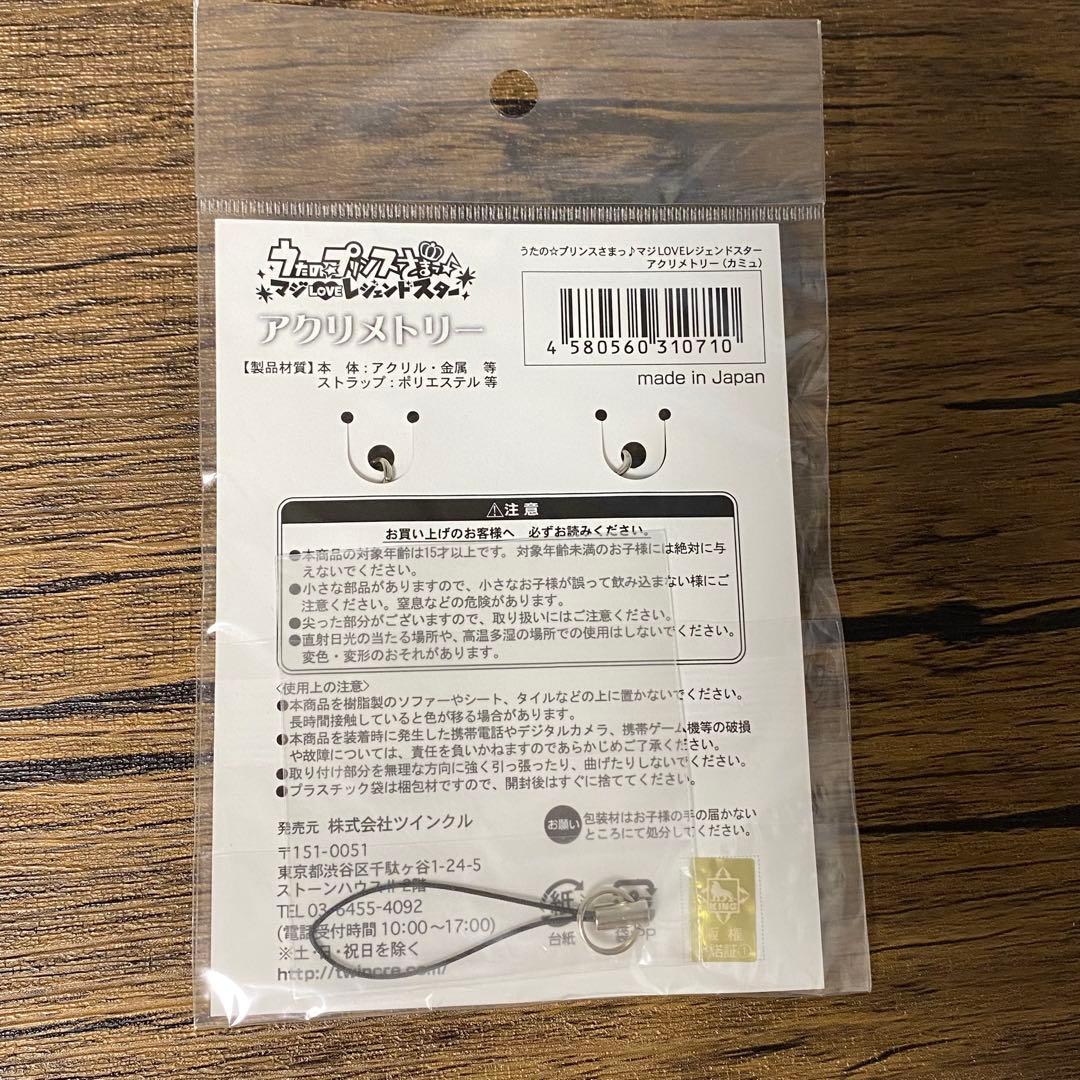 うたの☆プリンスさまっ♪
マジLOVEレジェンドスター
アクリメトリー
【製品材質】本　体：アクリル・金属　等
ストラップ：ポリエステル 等
うたの☆プリンスさまっ♪マジLOVEレジェンドスター
アクリメトリー（カミュ）
4 580560 310710
made in Japan
⚠注意
お買い上げのお客様へ　必ずお読みください。
●本商品の対象年齢は15才以上です。対象年齢未満のお子様には絶対に与
えないでください。
●小さな部品がありますので、小さなお子様が誤って飲み込まない様にご
注意ください。窒息などの危険があります。
●尖った部分がございますので、取り扱いにはご注意ください。
●直射日光の当たる場所や、高温多湿の場所での使用はしないでください。
変色・変形のおそれがあります。
〈使用上の注意〉
●本商品を樹脂製のソファーやシート、タイルなどの上に置かないでください。
長時間接触していると色が移る場合があります。
●本商品を装着時に発生した携帯電話やデジタルカメラ、携帯ゲーム機等の破損
や故障については、責任を負いかねますのであらかじめご了承ください。
●取り付け部分を無理な方向に強く引っ張ったり、曲げたりしないでください。
●プラスチック袋は梱包材ですので、開封後はすぐに捨ててください。
発売元 株式会社ツインクル
〒151-0051
東京都渋谷区千駄ヶ谷1-24-5
ストーンハウスⅡ 2階
TEL 03-6455-4092
(電話受付時間 10:00〜17:00)
※土・日・祝日を除く
http://twincre.com/
お願い
包装材はお子様の手の届かない
ところにて処分してください。
紙
台紙
袋:PP
KING
版権
許諾証①